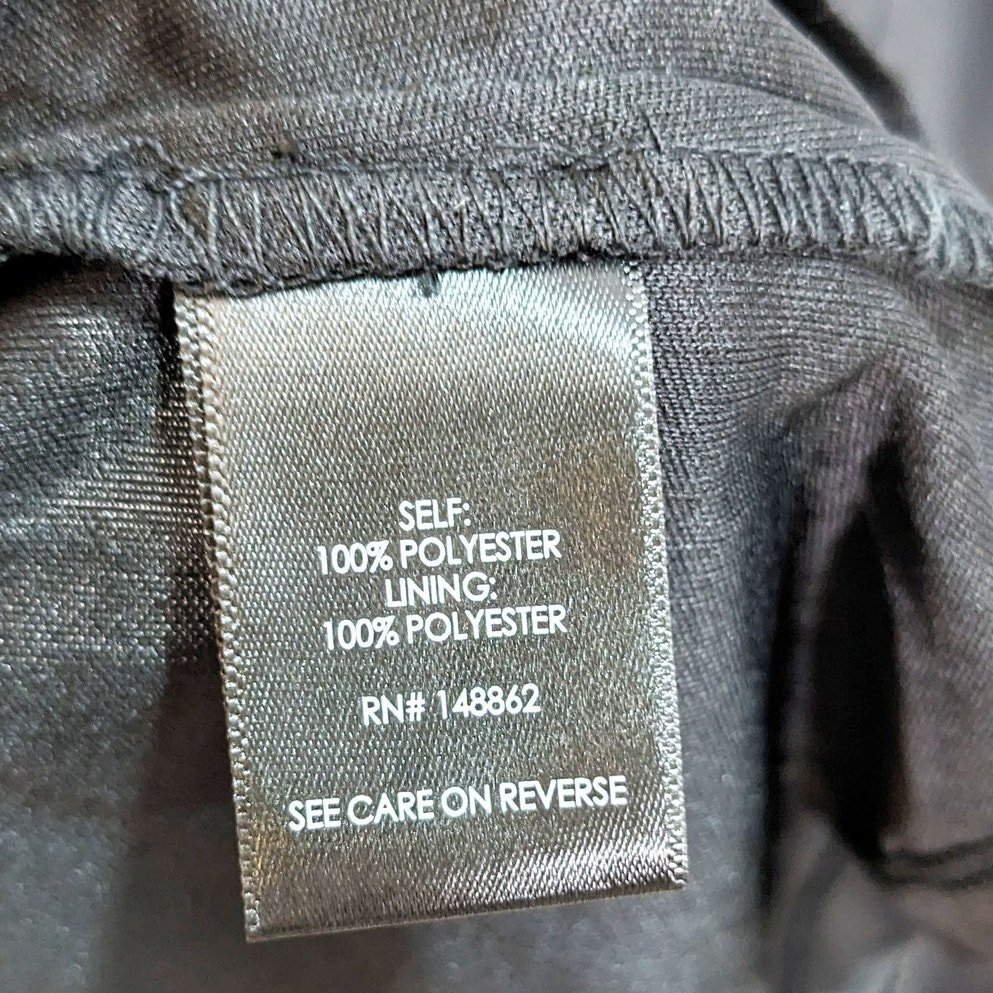 SELF:
100% POLYESTER
LINING:
100% POLYESTER
RN# 148862
SEE CARE ON REVERSE